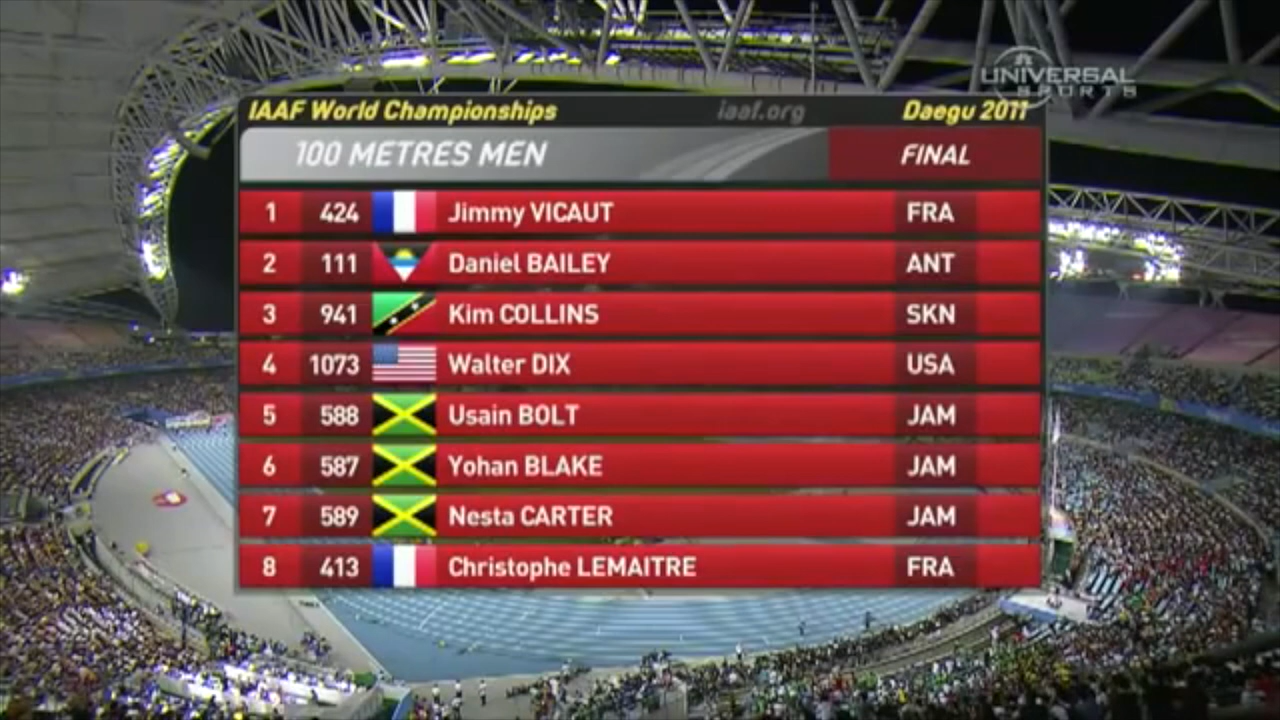 UNIVERSAL
SPORTS
IAAF World Championships iaaf.org Daegu 2011
100 METRES MEN FINAL
1 424 Jimmy VICAUT FRA
2 111 Daniel BAILEY ANT
3 941 Kim COLLINS SKN
4 1073 Walter DIX USA
5 588 Usain BOLT JAM
6 587 Yohan BLAKE JAM
7 589 Nesta CARTER JAM
8 413 Christophe LEMAITRE FRA